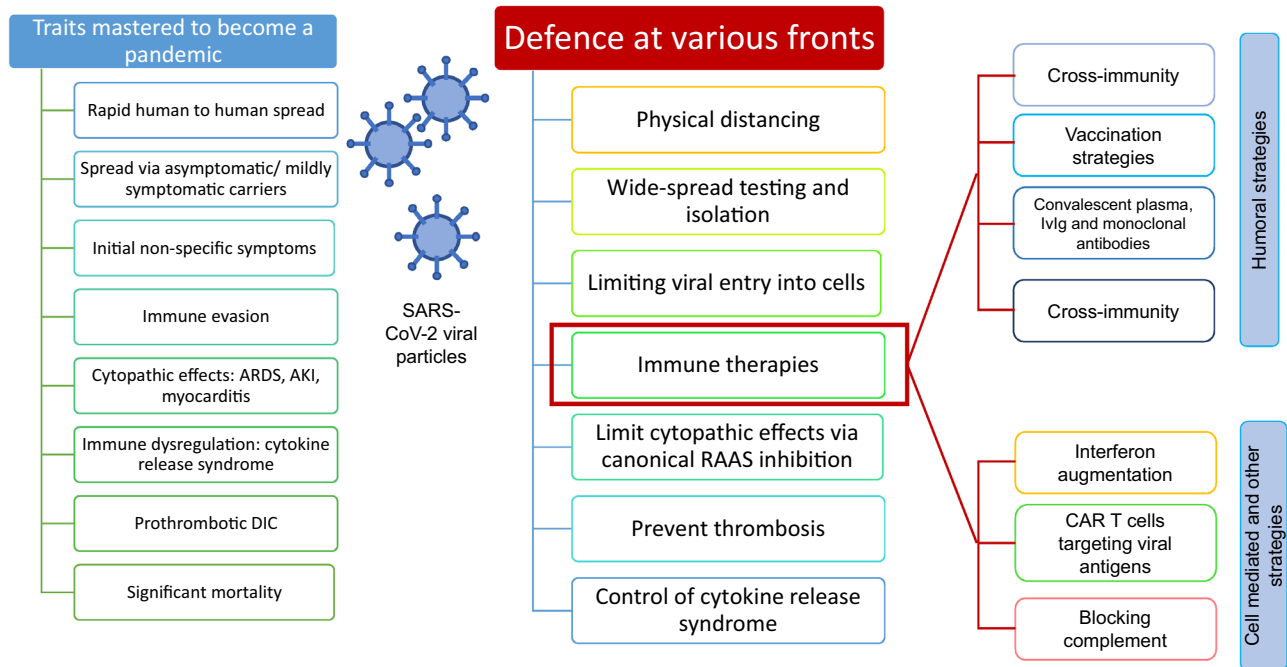 Traits mastered to become a
pandemic
Rapid human to human spread
Spread via asymptomatic/ mildly
symptomatic carriers
Initial non-specific symptoms
Immune evasion
Cytopathic effects: ARDS, AKI,
myocarditis
Immune dysregulation: cytokine
release syndrome
Prothrombotic DIC
Significant mortality
SARS-
CoV-2 viral
particles
Defence at various fronts
Physical distancing
Wide-spread testing and
isolation
Limiting viral entry into cells
Immune therapies
Limit cytopathic effects via
canonical RAAS inhibition
Prevent thrombosis
Control of cytokine release
syndrome
Cross-immunity
Vaccination
strategies
Convalescent plasma,
IvIg and monoclonal
antibodies
Cross-immunity
Humoral strategies
Interferon
augmentation
CAR T cells
targeting viral
antigens
Blocking
complement
Cell mediated and other
strategies